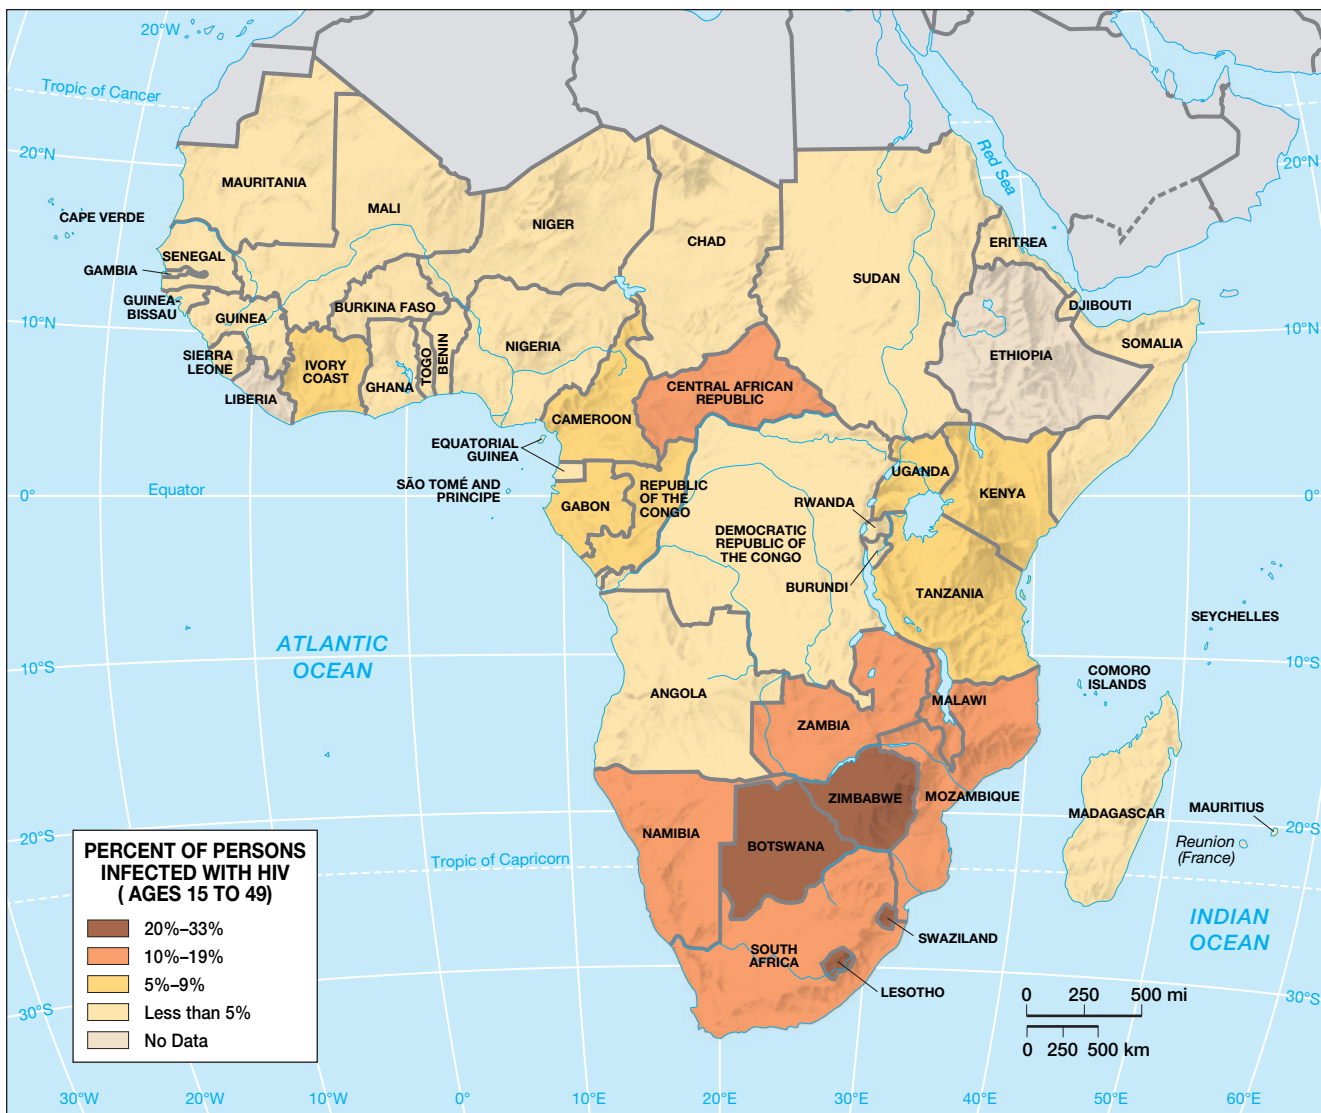 20°W
Tropic of Cancer
20°N
20°N
Red Sea
MAURITANIA
MALI
NIGER
CHAD
SUDAN
ERITREA
CAPE VERDE
SENEGAL
GAMBIA
GUINEA-
BISSAU
GUINEA
BURKINA FASO
DJIBOUTI
10°N
10°N
SIERRA
LEONE
IVORY
COAST
GHANA
TOGO
BENIN
NIGERIA
ETHIOPIA
SOMALIA
LIBERIA
CENTRAL AFRICAN
REPUBLIC
CAMEROON
EQUATORIAL
GUINEA
UGANDA
KENYA
SÃO TOMÉ AND
PRINCIPE
0°
Equator
0°
GABON
REPUBLIC
OF THE
CONGO
RWANDA
DEMOCRATIC
REPUBLIC OF
THE CONGO
BURUNDI
TANZANIA
SEYCHELLES
ATLANTIC
OCEAN
10°S
10°S
COMORO
ISLANDS
ANGOLA
MALAWI
ZAMBIA
ZIMBABWE
MOZAMBIQUE
MADAGASCAR
MAURITIUS
20°S
20°S
Reunion
(France)
NAMIBIA
BOTSWANA
Tropic of Capricorn
INDIAN
OCEAN
SWAZILAND
SOUTH
AFRICA
LESOTHO
30°S
30°S
PERCENT OF PERSONS
INFECTED WITH HIV
( AGES 15 TO 49)
20%–33%
10%–19%
5%–9%
Less than 5%
No Data
0 250 500 mi
0 250 500 km
30°W 20°W 10°W 0° 10°E 20°E 30°E 40°E 50°E 60°E